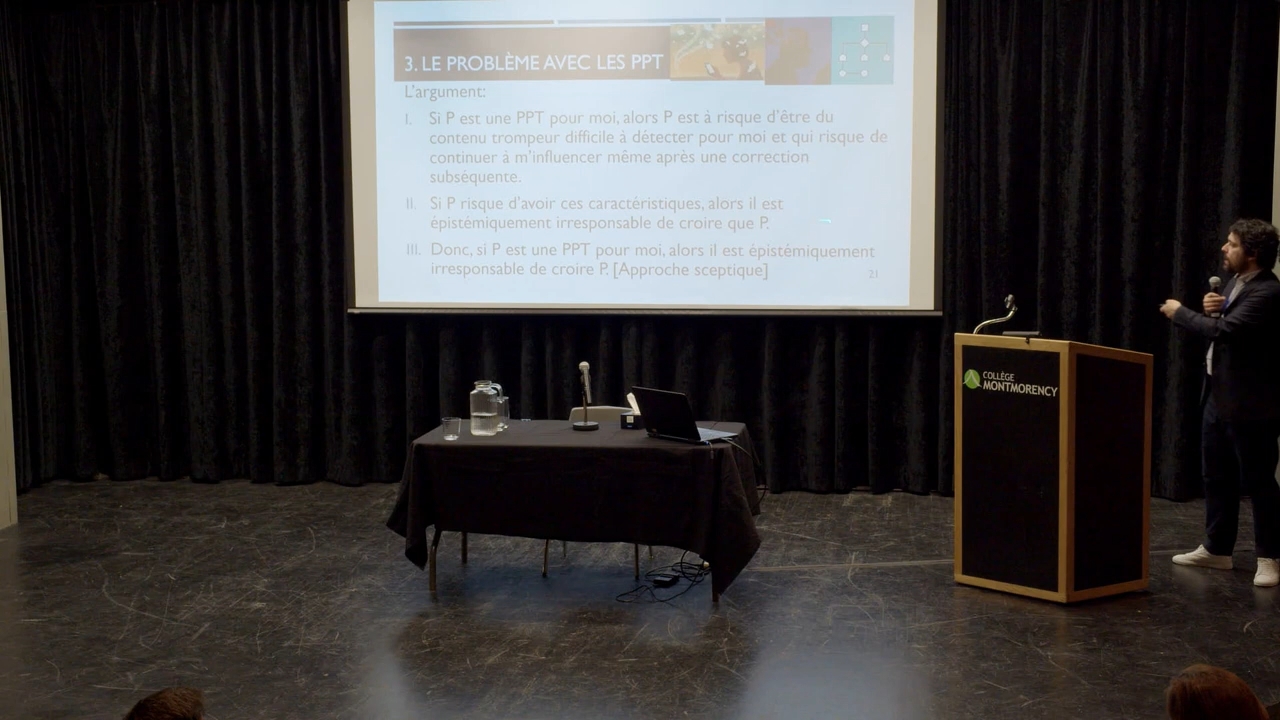 3. LE PROBLÈME AVEC LES PPT
L'argument:
I. Si P est une PPT pour moi, alors P est à risque d'être du
contenu trompeur difficile à détecter pour moi et qui risque de
continuer à m'influencer même après une correction
subséquente.
II. Si P risque d'avoir ces caractéristiques, alors il est
épistémiquement irresponsable de croire que P.
III. Donc, si P est une PPT pour moi, alors il est épistémiquement
irresponsable de croire P. [Approche sceptique]
21
COLLÈGE
MONTMORENCY